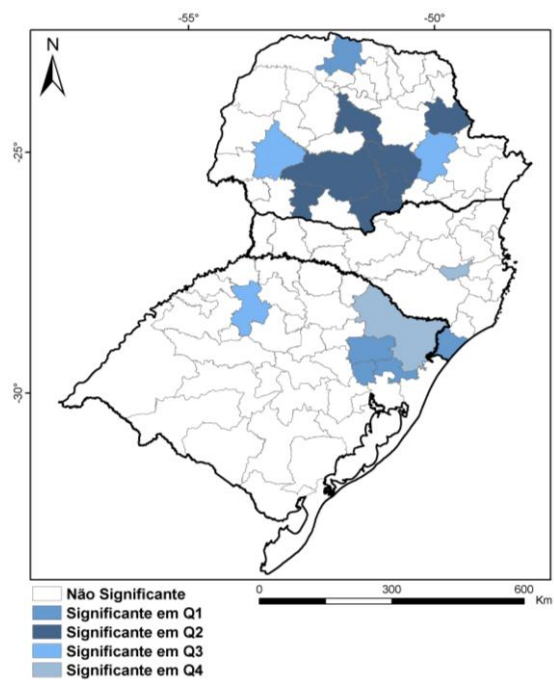 -55°
-50°
N
-25°
-30°
Não Significante
Significante em Q1
Significante em Q2
Significante em Q3
Significante em Q4
0 300 600
Km